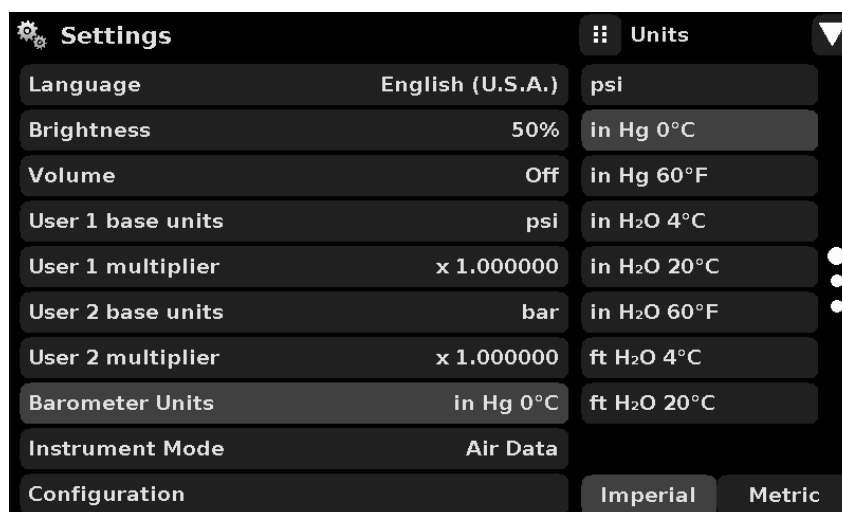 Settings
Language English (U.S.A.)
Brightness 50%
Volume Off
User 1 base units psi
User 1 multiplier x 1.000000
User 2 base units bar
User 2 multiplier x 1.000000
Barometer Units in Hg 0°C
Instrument Mode Air Data
Configuration
Units
psi
in Hg 0°C
in Hg 60°F
in H₂O 4°C
in H₂O 20°C
in H₂O 60°F
ft H₂O 4°C
ft H₂O 20°C
Imperial Metric